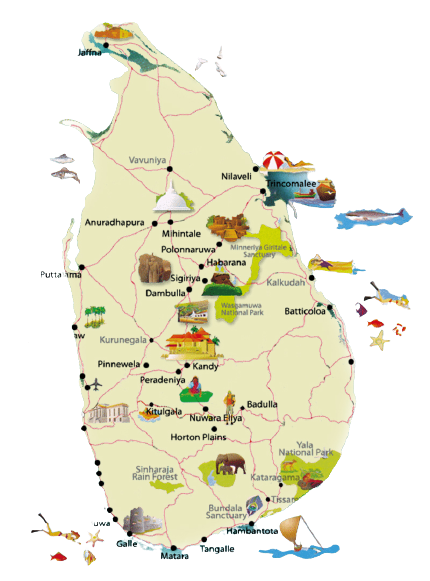 Jaffna
Vavuniya
Nilaveli
Trincomalee
Anuradhapura
Mihintale
Polonnaruwa
Minneriya Giritale
Sanctuary
Habarana
Sigiriya
Dambulla
Kalkudah
Wasgamuwa
National Park
Batticoloa
Kurunegala
Pinnewela
Kandy
Peradeniya
Kitulgala
Badulla
Nuwara Eliya
Horton Plains
Yala
National Park
Sinharaja
Rain Forest
Kataragama
Tissam
Bundala
Sanctuary
uwa
Hambantota
Galle
Tangalle
Matara